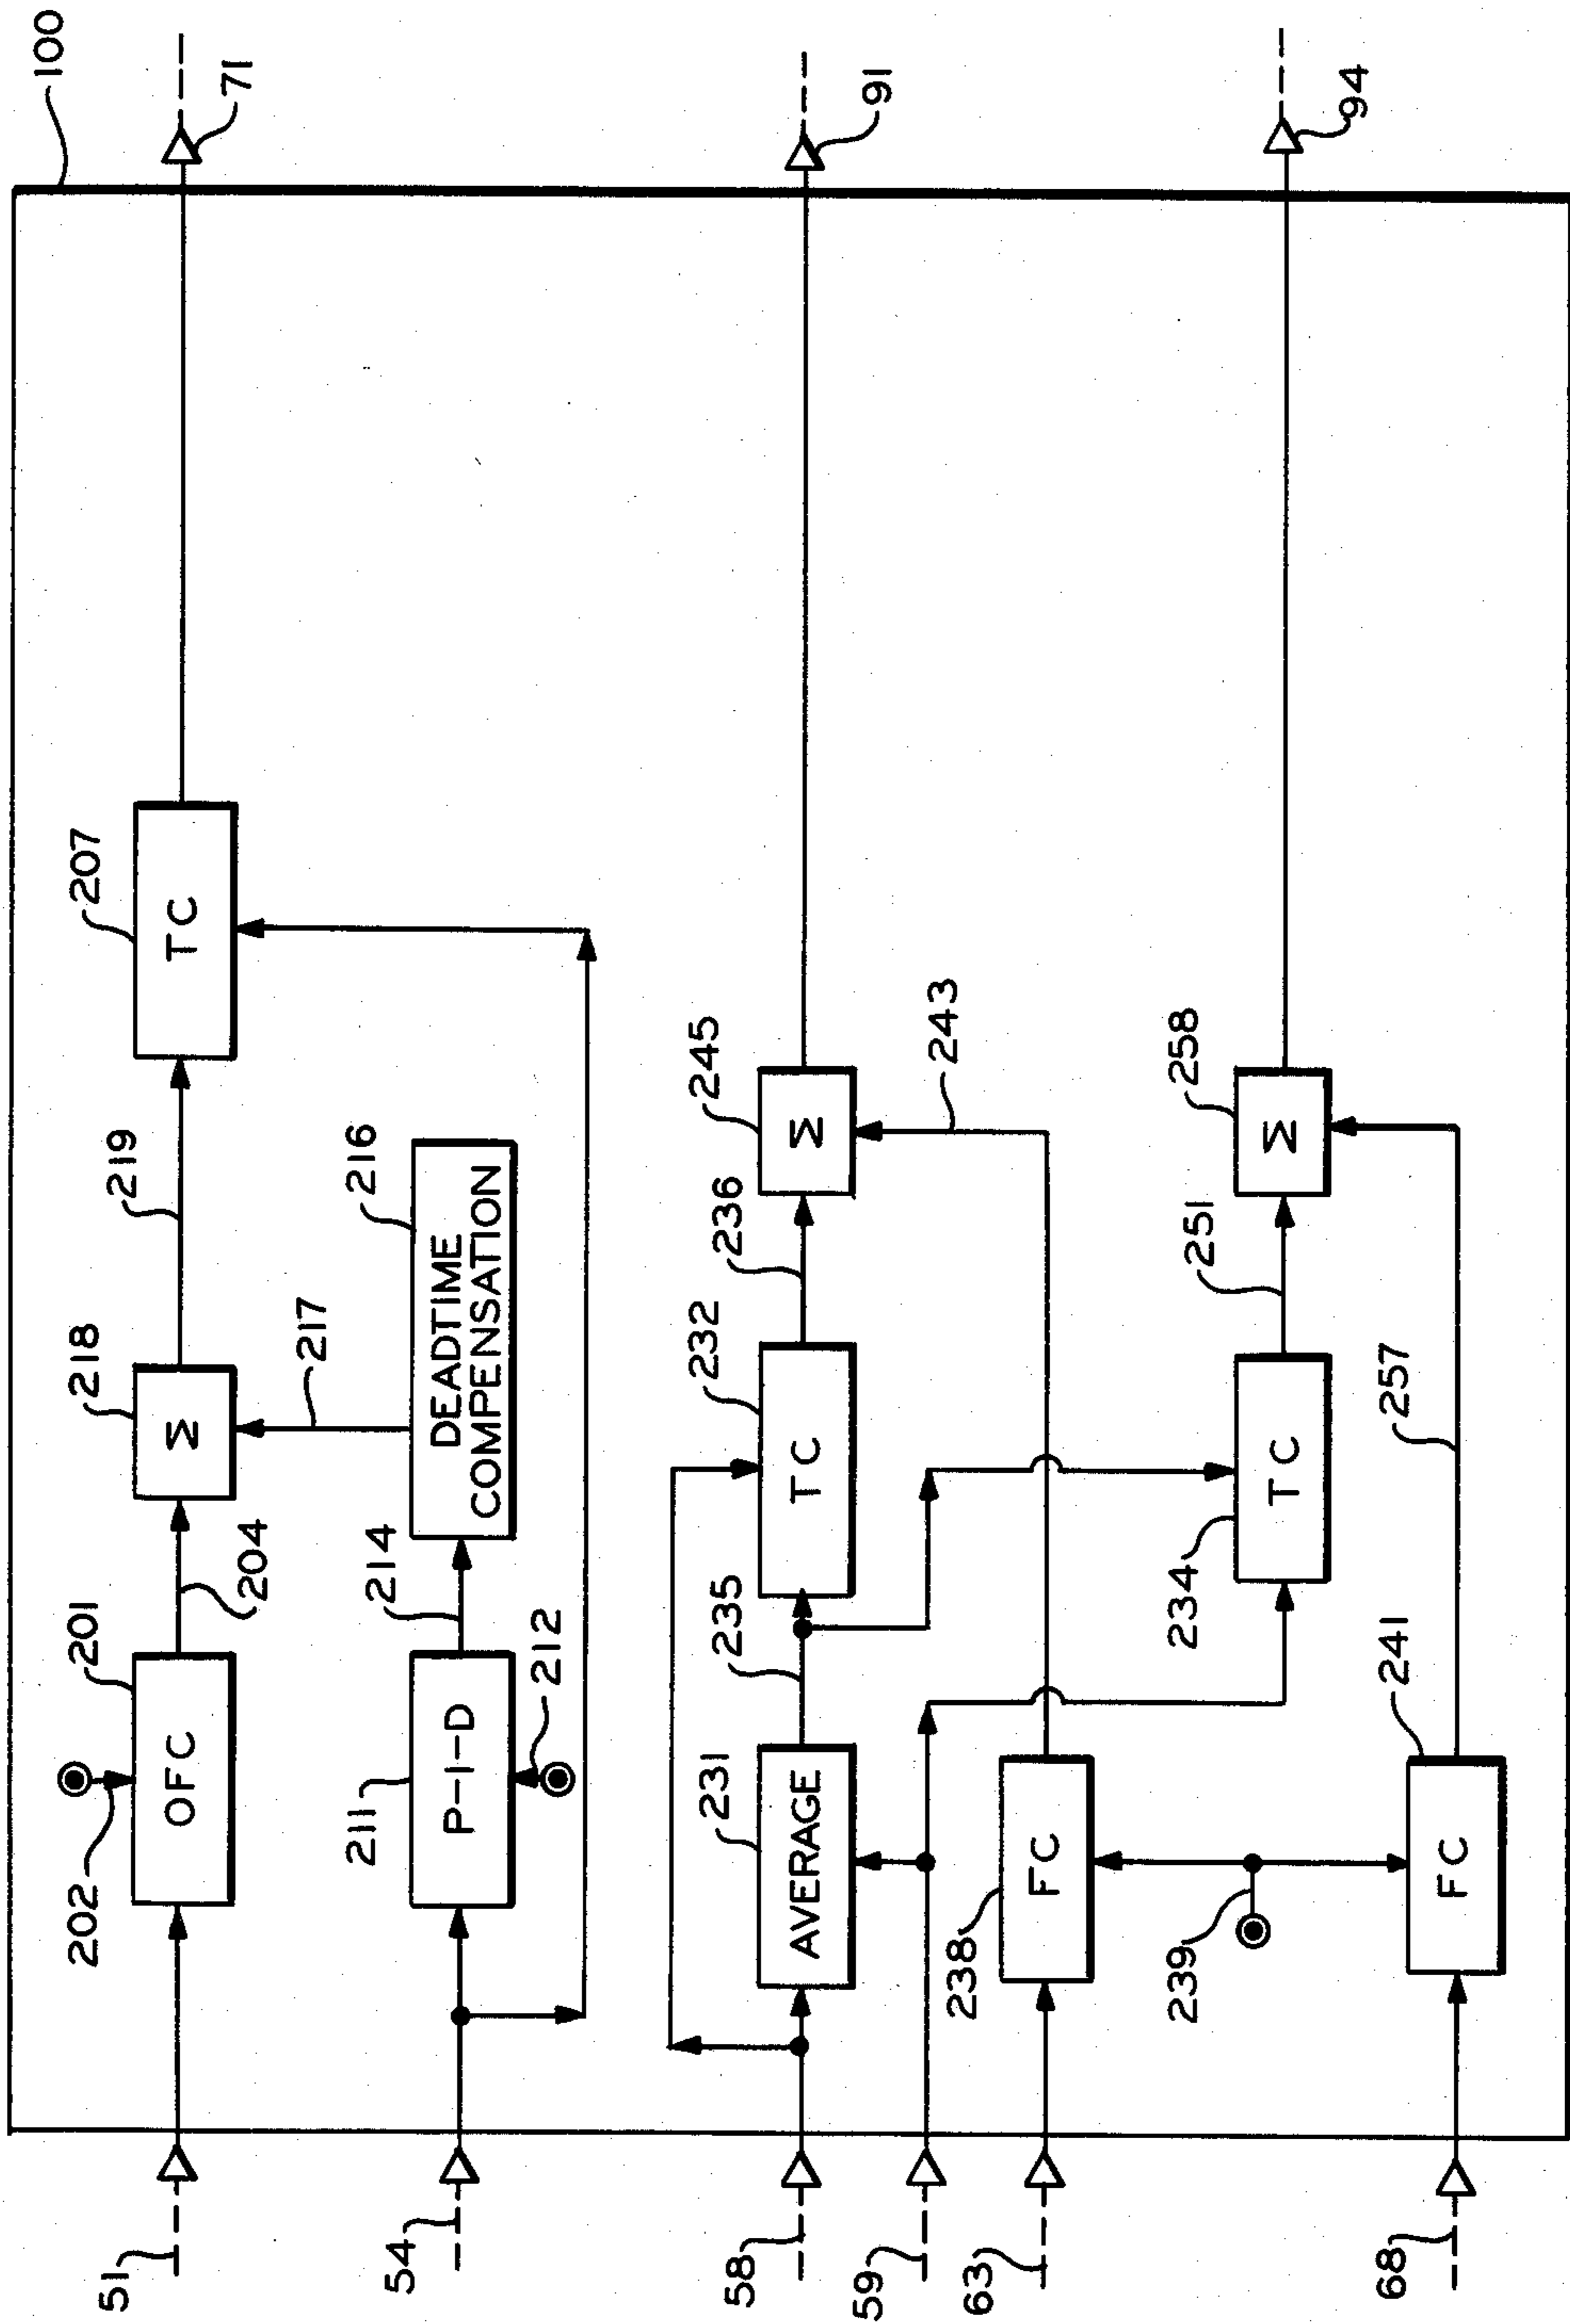 100
51
202
201
OFC
204
218
Σ
219
207
TC
71
54
211
P-I-D
212
214
216
DEADTIME
COMPENSATION
217
58
231
AVERAGE
235
232
TC
236
245
Σ
243
91
59
63
238
FC
239
234
TC
251
258
Σ
94
68
241
FC
257